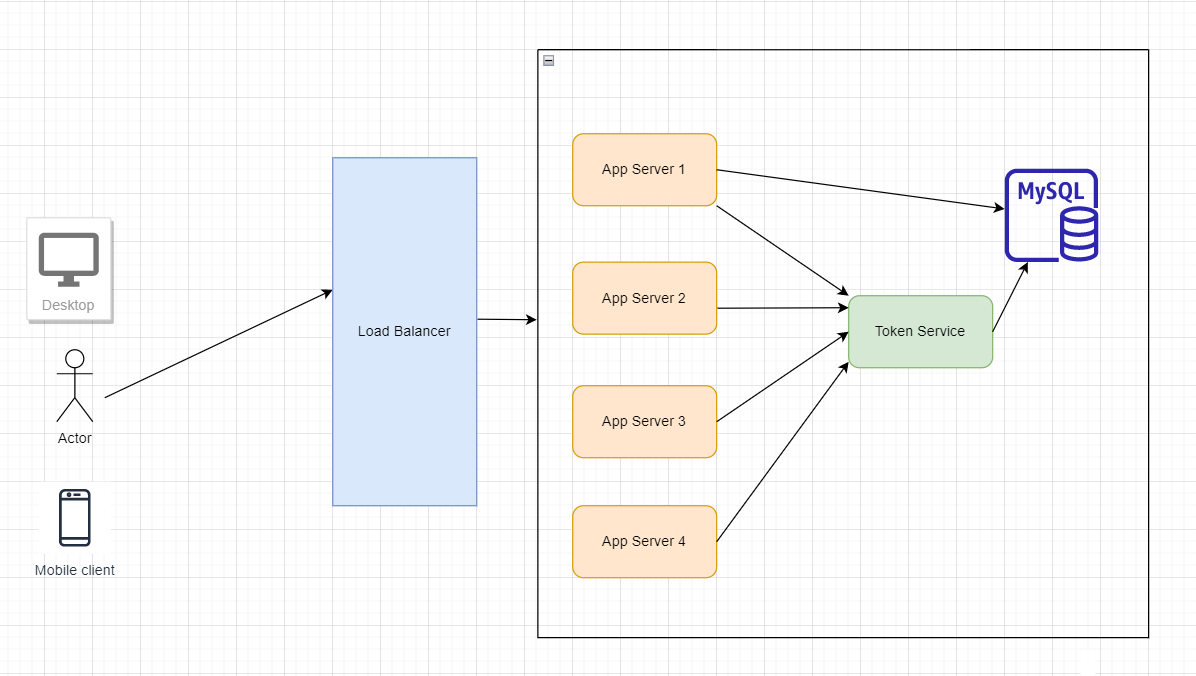 Desktop
Actor
Mobile client
Load Balancer
App Server 1
App Server 2
App Server 3
App Server 4
Token Service
MySQL